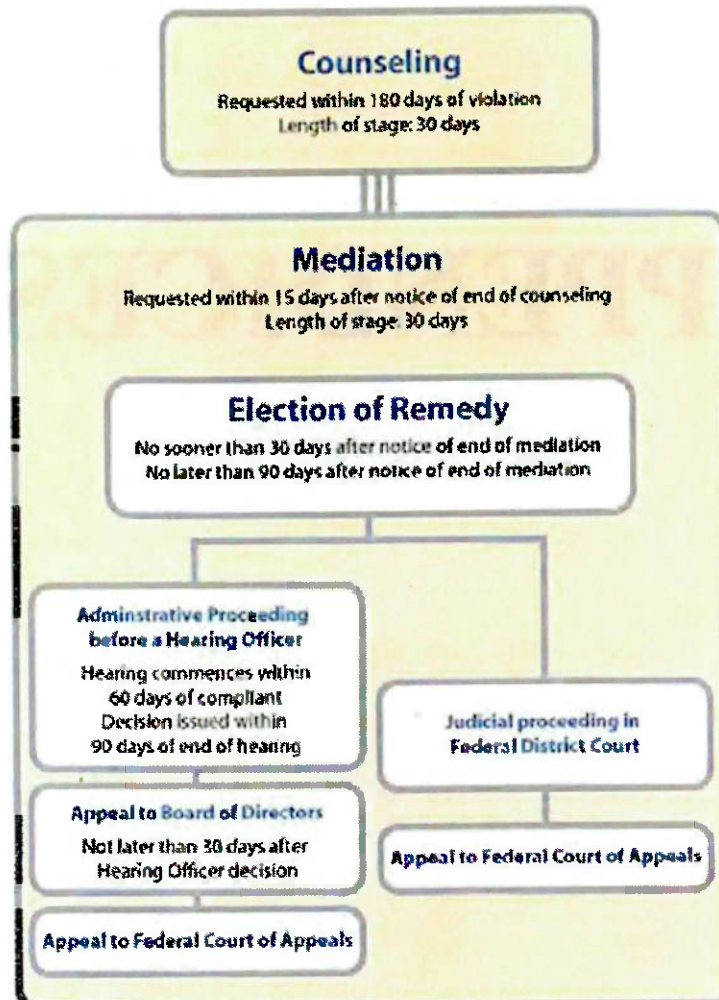 Counseling
Requested within 180 days of violation
Length of stage: 30 days
Mediation
Requested within 15 days after notice of end of counseling
Length of stage: 30 days
Election of Remedy
No sooner than 30 days after notice of end of mediation
No later than 90 days after notice of end of mediation
Adminstrative Proceeding
before a Hearing Officer
Hearing commences within
60 days of compliant
Decision issued within
90 days of end of hearing
Judicial proceeding in
Federal District Court
Appeal to Board of Directors
Not later than 30 days after
Hearing Officer decision
Appeal to Federal Court of Appeals
Appeal to Federal Court of Appeals